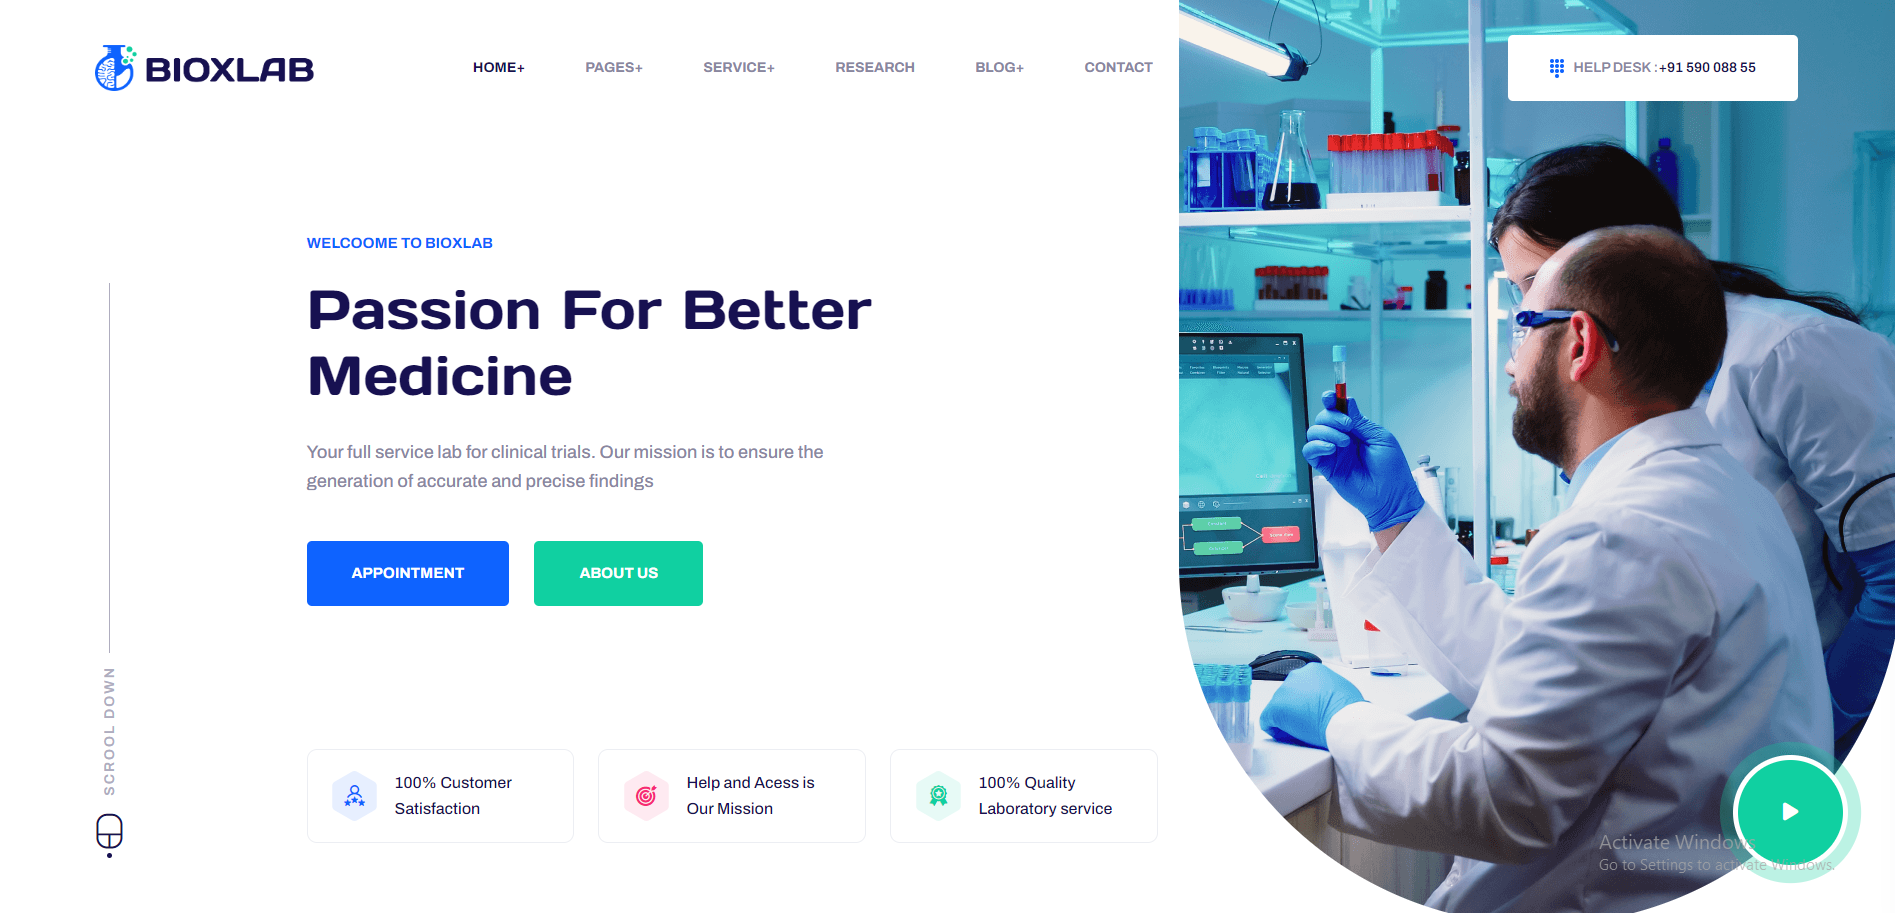 BIOXLAB
HOME+
PAGES+
SERVICE+
RESEARCH
BLOG+
CONTACT
HELP DESK :+91 590 088 55
WELCOOME TO BIOXLAB
Passion For Better
Medicine
Your full service lab for clinical trials. Our mission is to ensure the
generation of accurate and precise findings
APPOINTMENT
ABOUT US
SCROOL DOWN
100% Customer
Satisfaction
Help and Acess is
Our Mission
100% Quality
Laboratory service
Activate Windows
Go to Settings to activate Windows.